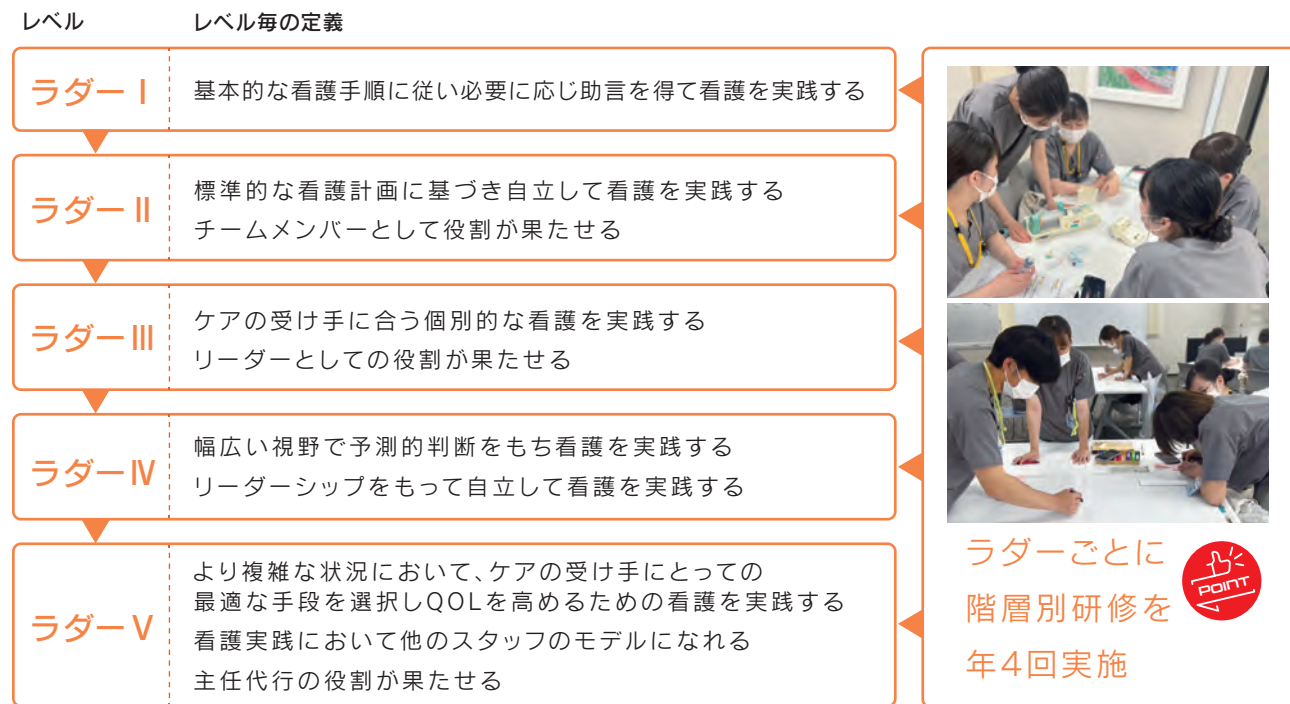 レベル
レベル毎の定義
ラダーⅠ
基本的な看護手順に従い必要に応じ助言を得て看護を実践する
ラダーⅡ
標準的な看護計画に基づき自立して看護を実践する
チームメンバーとして役割が果たせる
ラダーⅢ
ケアの受け手に合う個別的な看護を実践する
リーダーとしての役割が果たせる
ラダーⅣ
幅広い視野で予測的判断をもち看護を実践する
リーダーシップをもって自立して看護を実践する
ラダーⅤ
より複雑な状況において、ケアの受け手にとっての
最適な手段を選択しQOLを高めるための看護を実践する
看護実践において他のスタッフのモデルになれる
主任代行の役割が果たせる
ラダーごとに
階層別研修を
年4回実施
POINT